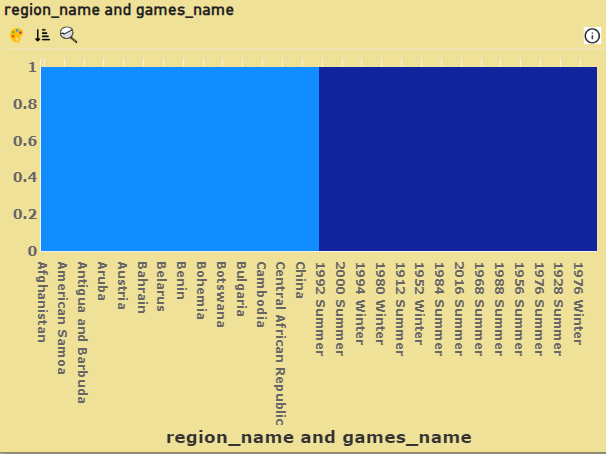 region_name and games_name
1
0.8
0.6
0.4
0.2
0
Afghanistan
American Samoa
Antigua and Barbuda
Aruba
Austria
Bahrain
Belarus
Benin
Bohemia
Botswana
Bulgaria
Cambodia
Central African Republic
China
1992 Summer
2000 Summer
1994 Winter
1980 Winter
1912 Summer
1952 Winter
1984 Summer
2016 Summer
1968 Summer
1988 Summer
1956 Summer
1976 Summer
1928 Summer
1976 Winter
region_name and games_name